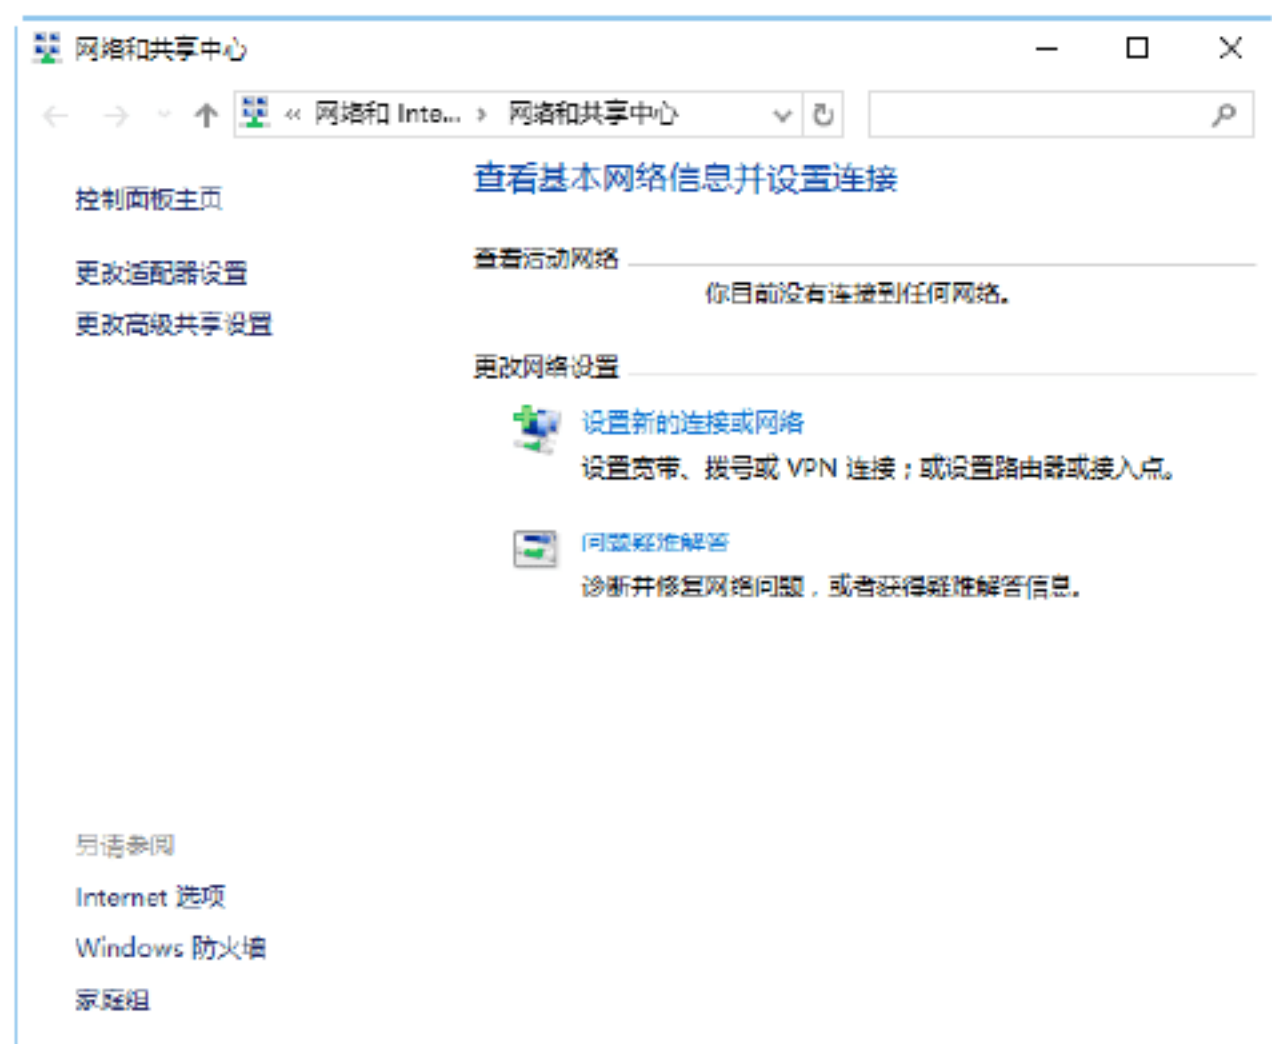 网络和共享中心
« 网络和 Inte... › 网络和共享中心
控制面板主页
更改适配器设置
更改高级共享设置
查看基本网络信息并设置连接
查看活动网络
你目前没有连接到任何网络。
更改网络设置
设置新的连接或网络
设置宽带、拨号或 VPN 连接；或设置路由器或接入点。
问题疑难解答
诊断并修复网络问题，或者获得疑难解答信息。
另请参阅
Internet 选项
Windows 防火墙
家庭组